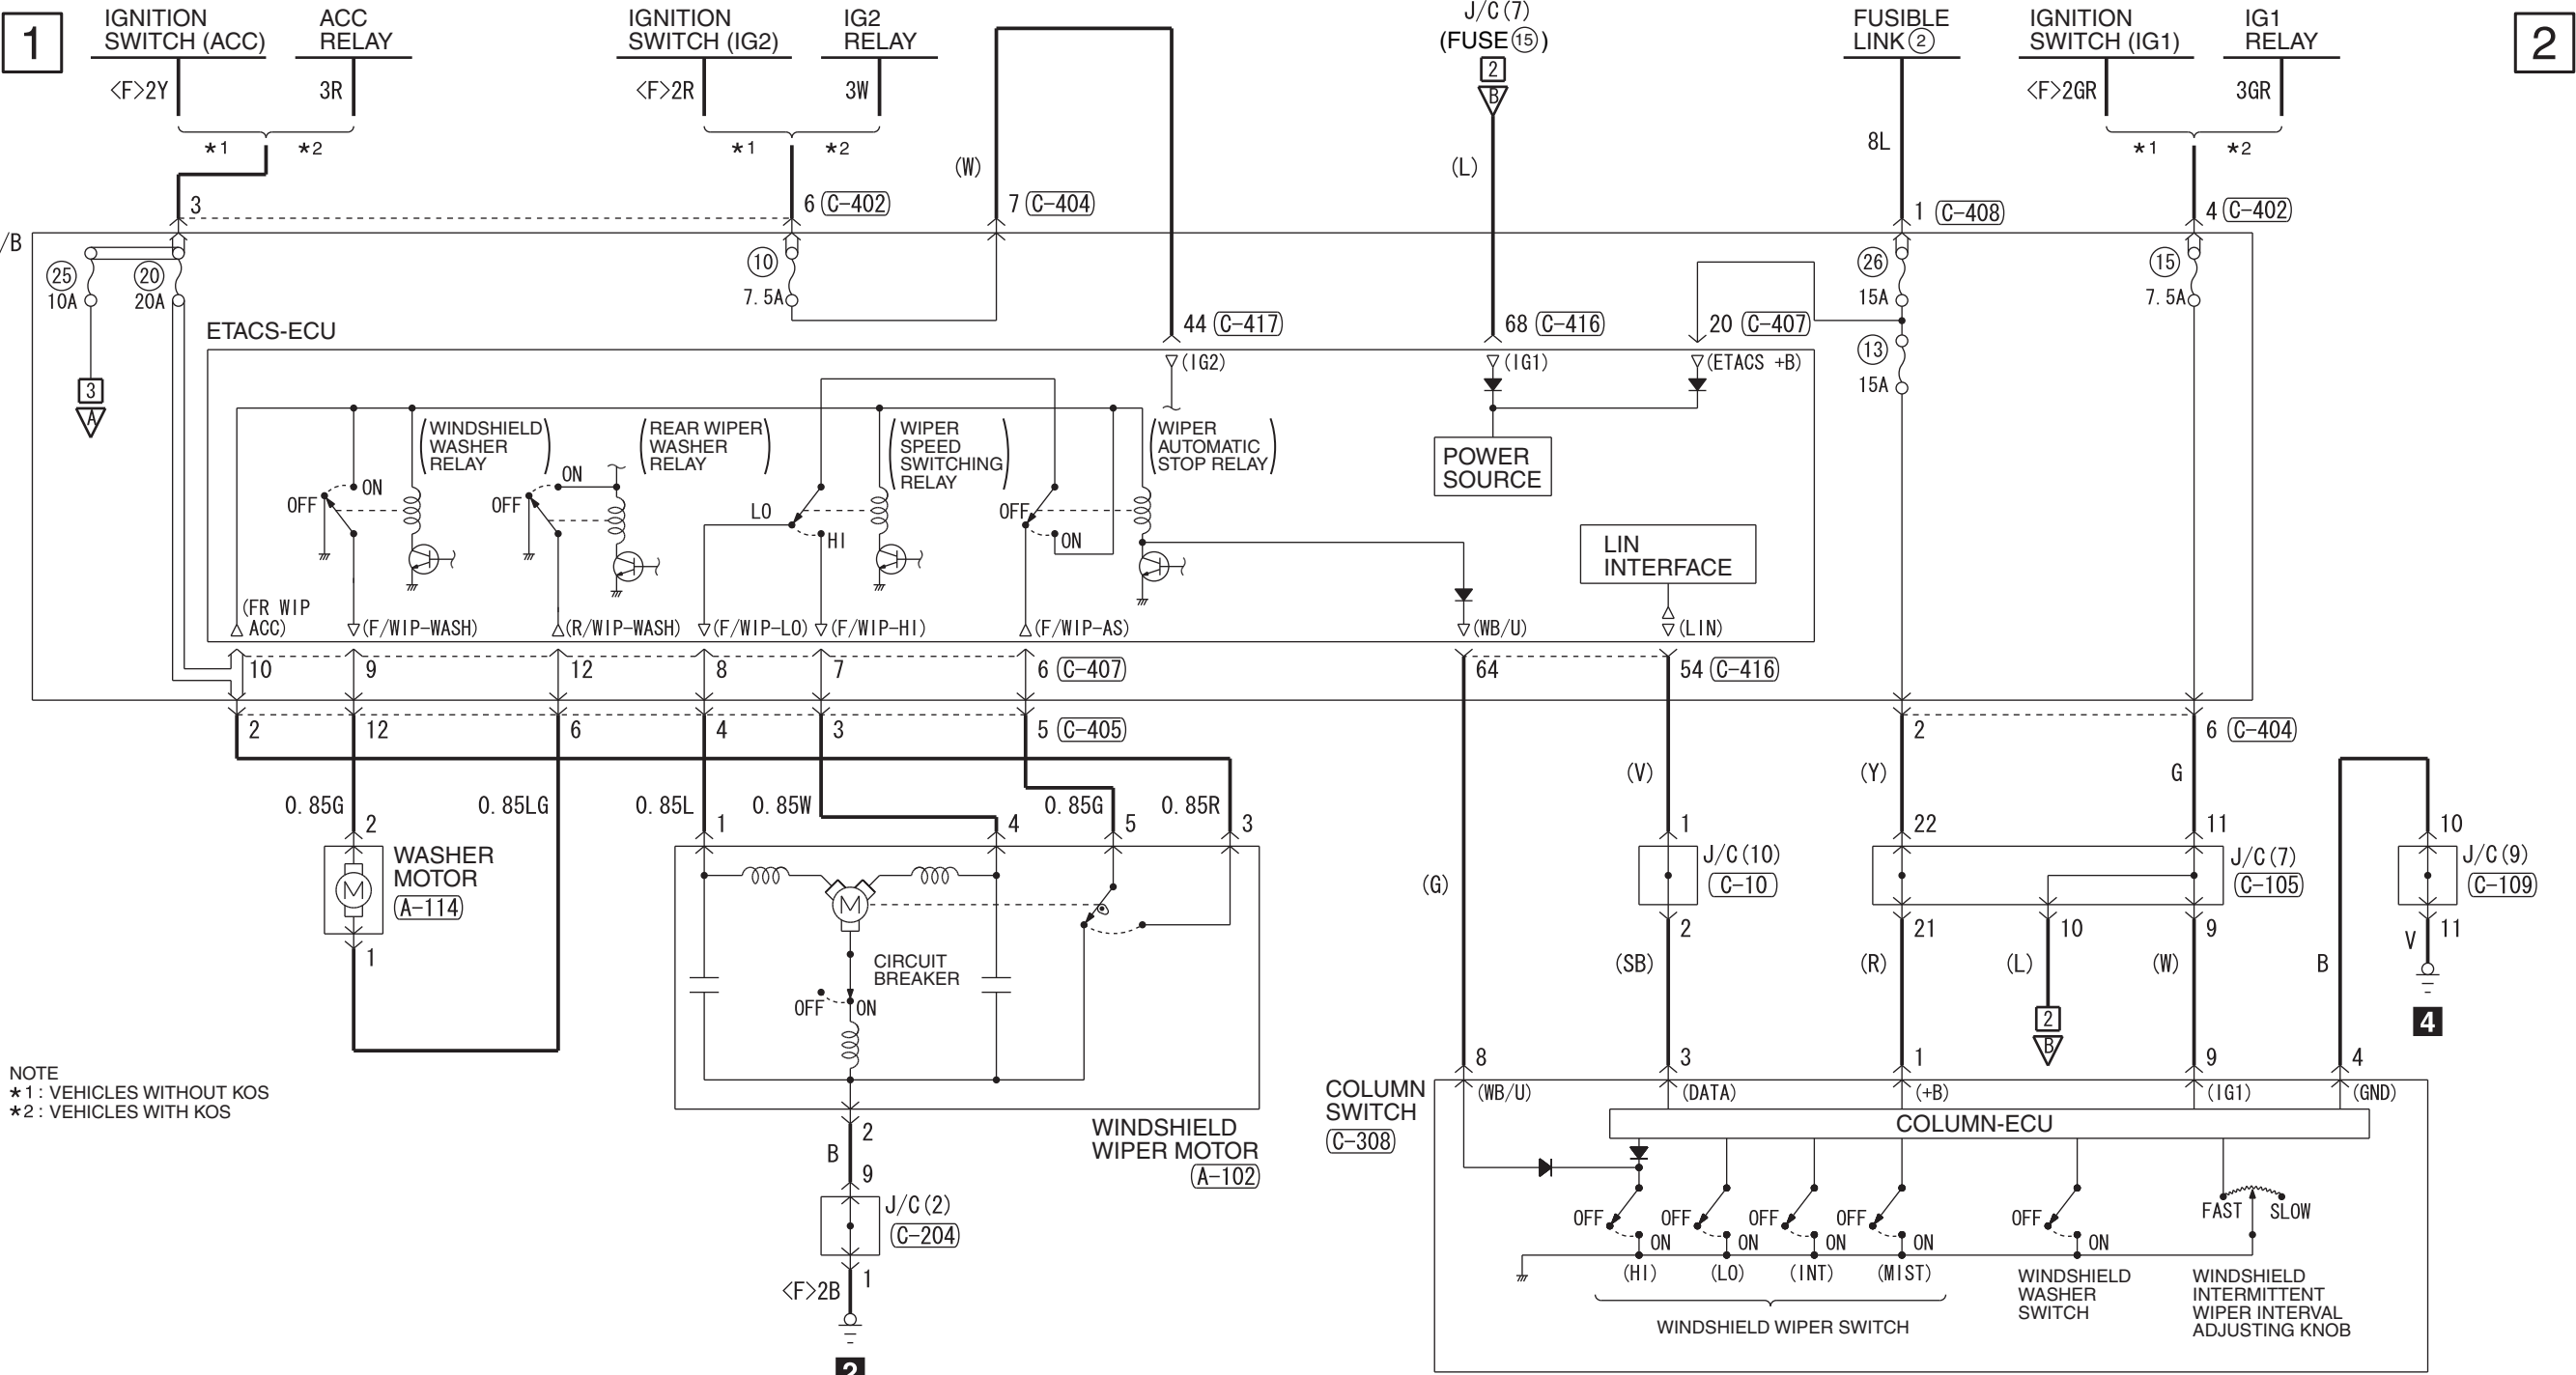 1
IGNITION
SWITCH (ACC)
ACC
RELAY
IGNITION
SWITCH (IG2)
IG2
RELAY
J/C(7)
(FUSE⑮)
FUSIBLE
LINK②
IGNITION
SWITCH (IG1)
IG1
RELAY
2
<F>2Y
3R
<F>2R
3W
2
B
<F>2GR
3GR
*1
*2
*1
*2
(W)
(L)
8L
*1
*2
3
6 C-402
7 C-404
1 C-408
4 C-402
/B
25
10A
20
20A
10
7.5A
26
15A
15
7.5A
3
A
ETACS-ECU
44 C-417
68 C-416
20 C-407
13
15A
(IG2)
(IG1)
(ETACS +B)
(WINDSHIELD
WASHER
RELAY)
(REAR WIPER
WASHER
RELAY)
(WIPER
SPEED
SWITCHING
RELAY)
(WIPER
AUTOMATIC
STOP RELAY)
POWER
SOURCE
OFF
ON
OFF
ON
LO
HI
OFF
ON
LIN
INTERFACE
(FR WIP
ACC)
(F/WIP-WASH)
(R/WIP-WASH)
(F/WIP-LO)
(F/WIP-HI)
(F/WIP-AS)
(WB/U)
(LIN)
10
9
12
8
7
6 C-407
64
54 C-416
2
12
6
4
3
5 C-405
2
6 C-404
(V)
(Y)
G
0.85G
0.85LG
0.85L
0.85W
0.85G
0.85R
2
1
4
5
3
1
22
11
10
WASHER
MOTOR
A-114
M
1
M
CIRCUIT
BREAKER
OFF
ON
(G)
J/C(10)
C-10
J/C(7)
C-105
J/C(9)
C-109
2
21
10
9
11
(SB)
(R)
(L)
(W)
B
V
2
B
4
NOTE
*1 : VEHICLES WITHOUT KOS
*2 : VEHICLES WITH KOS
WINDSHIELD
WIPER MOTOR
A-102
2
B
9
J/C(2)
C-204
1
<F>2B
2
8
3
1
9
4
COLUMN
SWITCH
C-308
(WB/U)
(DATA)
(+B)
(IG1)
(GND)
COLUMN-ECU
OFF
OFF
OFF
OFF
OFF
FAST
SLOW
ON
ON
ON
ON
ON
(HI)
(LO)
(INT)
(MIST)
WINDSHIELD WIPER SWITCH
WINDSHIELD
WASHER
SWITCH
WINDSHIELD
INTERMITTENT
WIPER INTERVAL
ADJUSTING KNOB